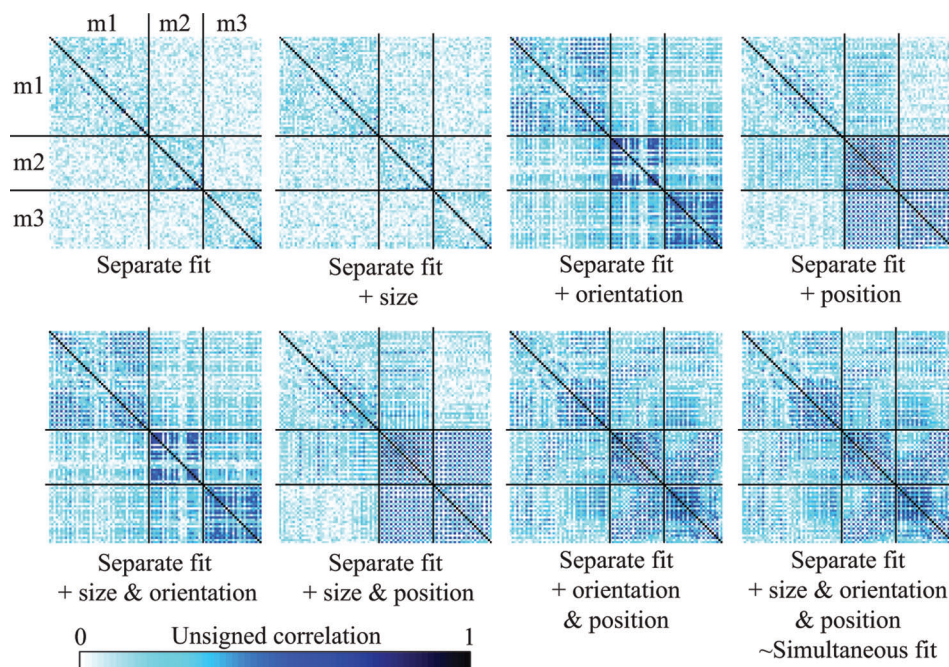 m1 m2 m3
m1
m2
m3
Separate fit
Separate fit
+ size
Separate fit
+ orientation
Separate fit
+ position
Separate fit
+ size & orientation
Separate fit
+ size & position
Separate fit
+ orientation
& position
Separate fit
+ size & orientation
& position
~Simultaneous fit
0 Unsigned correlation 1